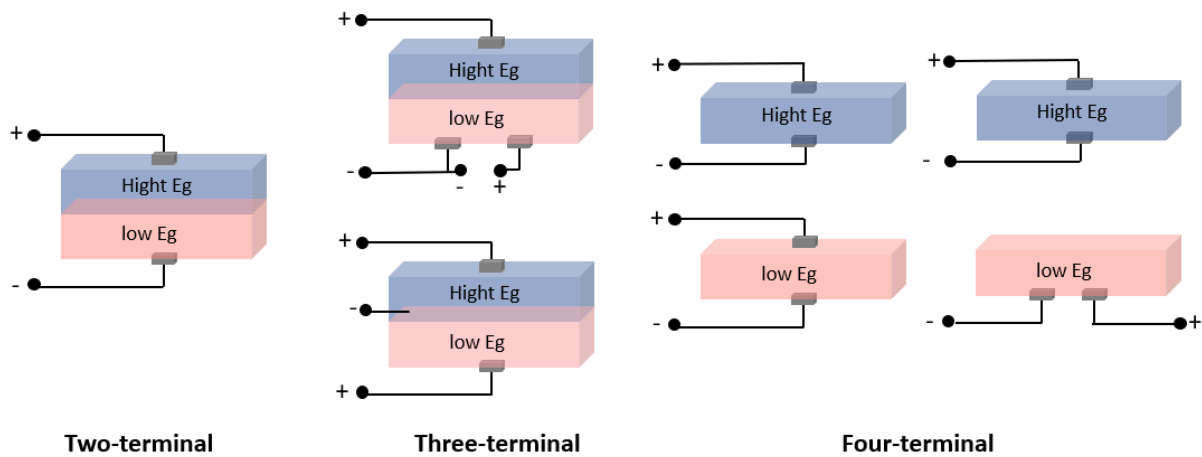 +
Hight Eg
low Eg
-
Two-terminal
+
Hight Eg
low Eg
-
-
+
+
Hight Eg
-
low Eg
+
Three-terminal
+
Hight Eg
-
+
Hight Eg
-
+
low Eg
-
low Eg
-
+
Four-terminal